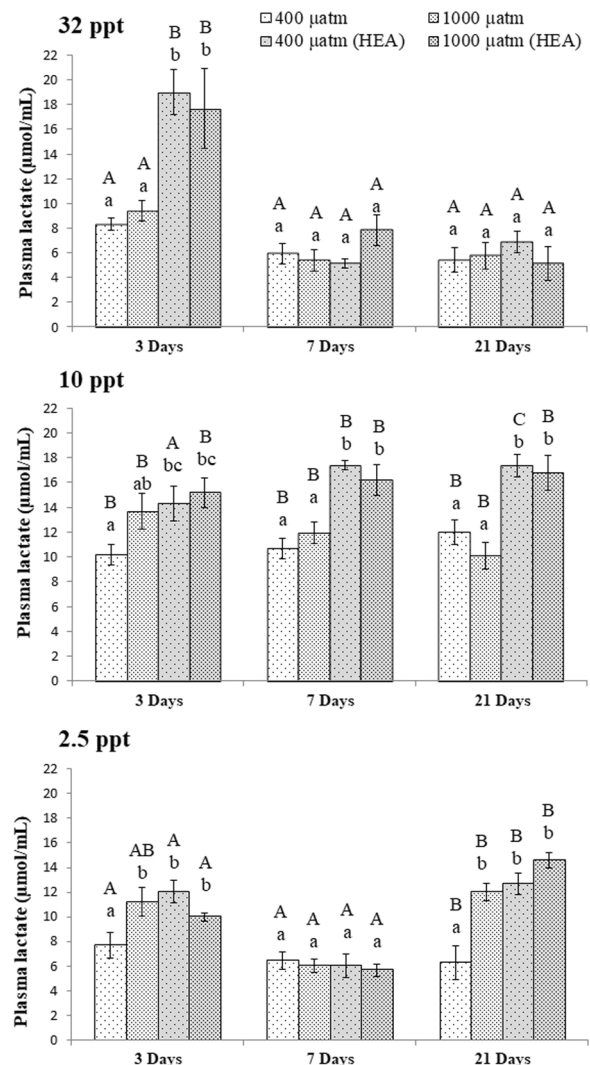 32 ppt
400 µatm 1000 µatm
400 µatm (HEA) 1000 µatm (HEA)
Plasma lactate (µmol/mL)
22
20
18
16
14
12
10
8
6
4
2
0
A A B B A A A A A A A A
a a b b a a a a a a a a
3 Days 7 Days 21 Days
10 ppt
Plasma lactate (µmol/mL)
22
20
18
16
14
12
10
8
6
4
2
0
B B A B B B B B B B C B
a ab bc bc a a b b a a b b
3 Days 7 Days 21 Days
2.5 ppt
Plasma lactate (µmol/mL)
22
20
18
16
14
12
10
8
6
4
2
0
A AB A A A A A A B B B B
a b b b a a a a a b b b
3 Days 7 Days 21 Days